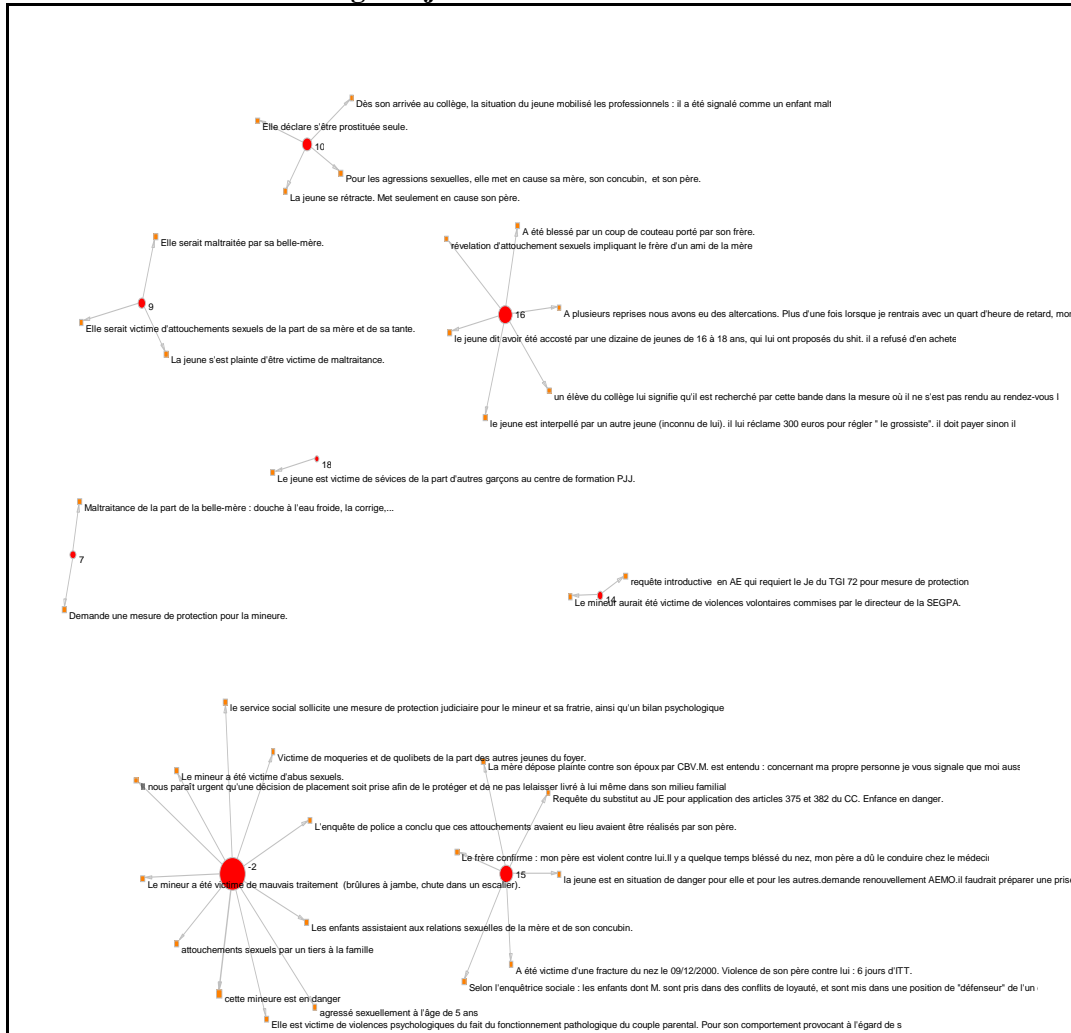 Dès son arrivée au collège, la situation du jeune mobilisé les professionnels : il a été signalé comme un enfant malt
Elle déclare s'être prostituée seule.
10
Pour les agressions sexuelles, elle met en cause sa mère, son concubin, et son père.
La jeune se rétracte. Met seulement en cause son père.
A été blessé par un coup de couteau porté par son frère.
Elle serait maltraitée par sa belle-mère.
révelation d'attouchement sexuels impliquant le frère d'un ami de la mère
9
16
A plusieurs reprises nous avons eu des altercations. Plus d'une fois lorsque je rentrais avec un quart d'heure de retard, mon
Elle serait victime d'attouchements sexuels de la part de sa mère et de sa tante.
le jeune dit avoir été accosté par une dizaine de jeunes de 16 à 18 ans, qui lui ont proposés du shit. il a refusé d'en achete
La jeune s'est plainte d'être victime de maltraitance.
un élève du collège lui signifie qu'il est recherché par cette bande dans la mesure où il ne s'est pas rendu au rendez-vous l
le jeune est interpellé par un autre jeune (inconnu de lui). il lui réclame 300 euros pour régler " le grossiste". il doit payer sinon il
18
Le jeune est victime de sévices de la part d'autres garçons au centre de formation PJJ.
Maltraitance de la part de la belle-mère : douche à l'eau froide, la corrige,...
7
requête introductive en AE qui requiert le Je du TGI 72 pour mesure de protection
14
Le mineur aurait été victime de violences volontaires commises par le directeur de la SEGPA.
Demande une mesure de protection pour la mineure.
le service social sollicite une mesure de protection judiciaire pour le mineur et sa fratrie, ainsi qu'un bilan psychologique
Victime de moqueries et de quolibets de la part des autres jeunes du foyer.
La mère dépose plainte contre son époux par CBV.M. est entendu : concernant ma propre personne je vous signale que moi auss
Le mineur a été victime d'abus sexuels.
Il nous paraît urgent qu'une décision de placement soit prise afin de le protéger et de ne pas lelaisser livré à lui même dans son milieu familial
Requête du substitut au JE pour application des articles 375 et 382 du CC. Enfance en danger.
L'enquête de police a conclu que ces attouchements avaient eu lieu avaient être réalisés par son père.
Le frère confirme : mon père est violent contre lui.Il y a quelque temps bléssé du nez, mon père a dû le conduire chez le médeci
-2
15
la jeune est en situation de danger pour elle et pour les autres.demande renouvellement AEMO.il faudrait préparer une prise
Le mineur a été victime de mauvais traitement (brûlures à jambe, chute dans un escalier).
Les enfants assistaient aux relations sexuelles de la mère et de son concubin.
attouchements sexuels par un tiers à la famille
A été victime d'une fracture du nez le 09/12/2000. Violence de son père contre lui : 6 jours d'ITT.
Selon l'enquêtrice sociale : les enfants dont M. sont pris dans des conflits de loyauté, et sont mis dans une position de "défenseur" de l'un
cette mineure est en danger
agressé sexuellement à l'âge de 5 ans
Elle est victime de violences psychologiques du fait du fonctionnement pathologique du couple parental. Pour son comportement provocant à l'égard de s